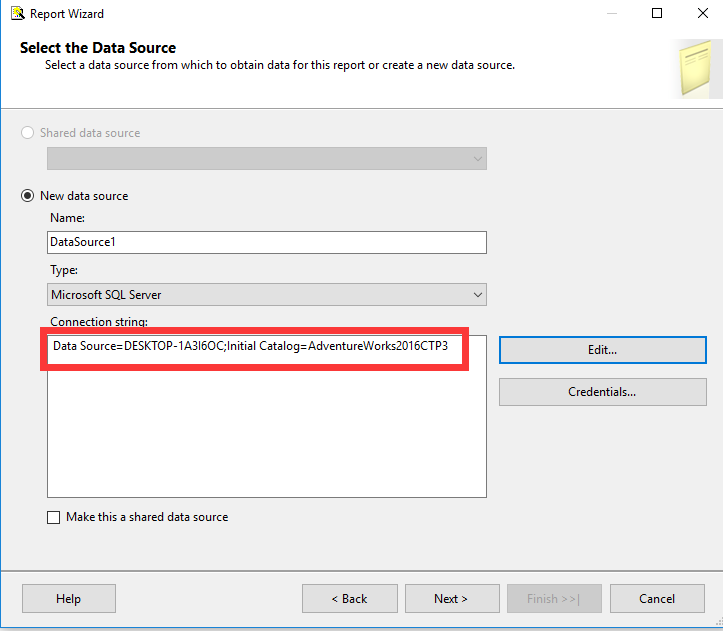 Report Wizard
Select the Data Source
Select a data source from which to obtain data for this report or create a new data source.
Shared data source
New data source
Name:
DataSource1
Type:
Microsoft SQL Server
Connection string:
Data Source=DESKTOP-1A3I6OC;Initial Catalog=AdventureWorks2016CTP3
Edit...
Credentials...
Make this a shared data source
Help
< Back
Next >
Finish >>|
Cancel